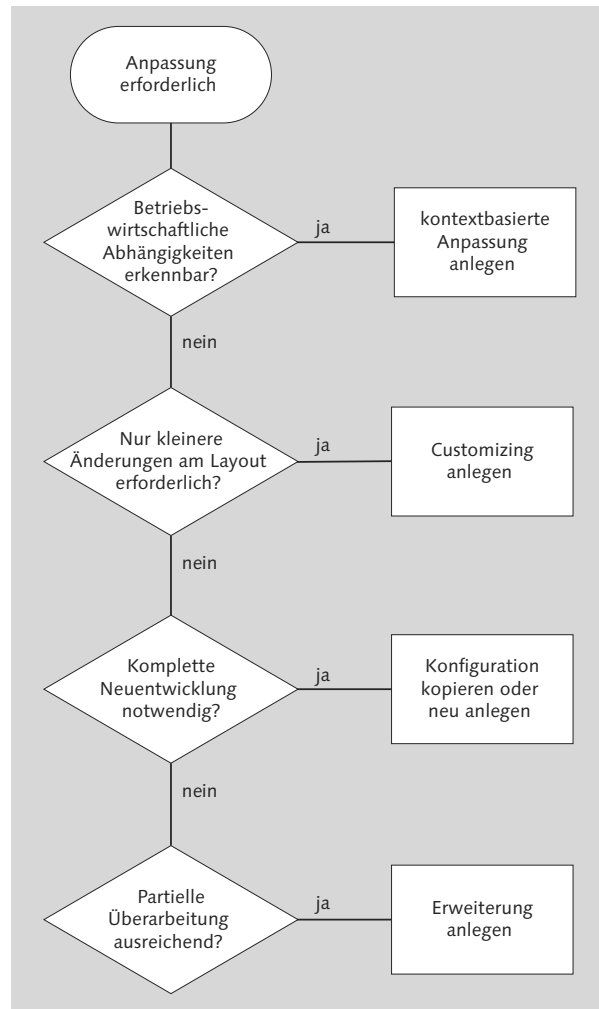 Anpassung
erforderlich
Betriebs-
wirtschaftliche
Abhängigkeiten
erkennbar?
ja
kontextbasierte
Anpassung
anlegen
nein
Nur kleinere
Änderungen am Layout
erforderlich?
ja
Customizing
anlegen
nein
Komplette
Neuentwicklung
notwendig?
ja
Konfiguration
kopieren oder
neu anlegen
nein
Partielle
Überarbeitung
ausreichend?
ja
Erweiterung
anlegen